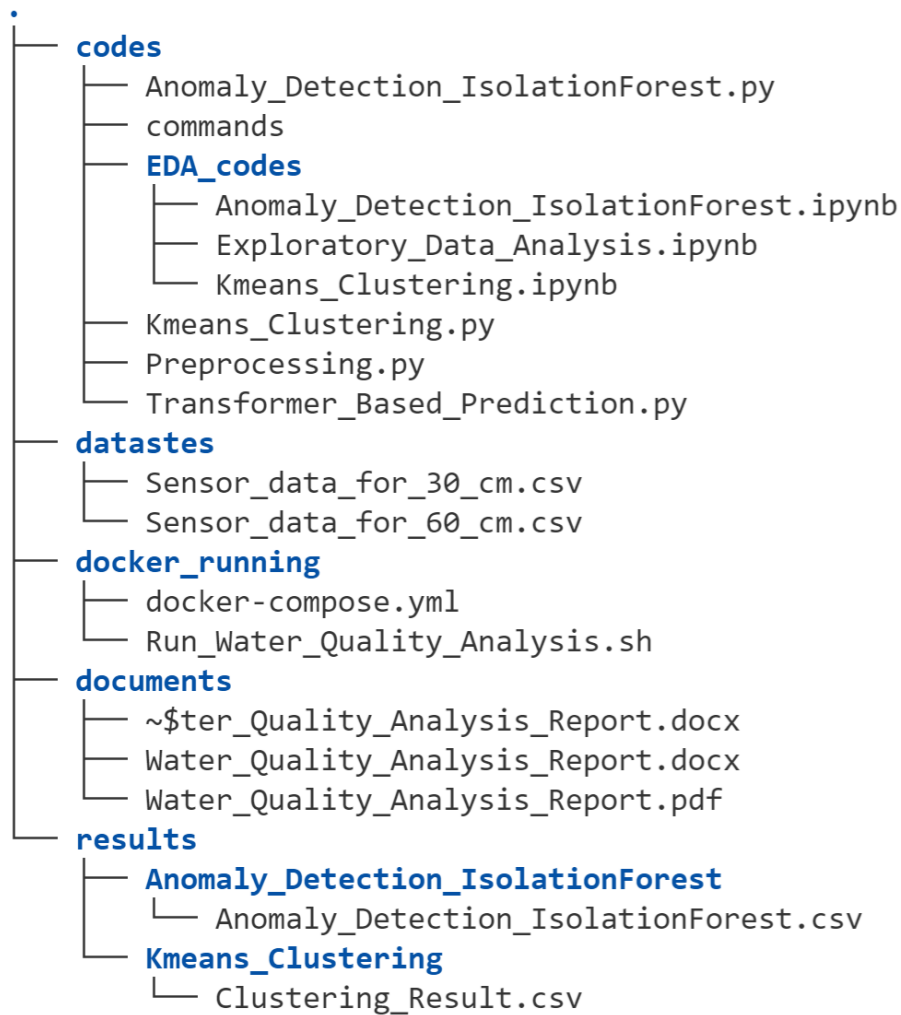 .
codes
Anomaly_Detection_IsolationForest.py
commands
EDA_codes
Anomaly_Detection_IsolationForest.ipynb
Exploratory_Data_Analysis.ipynb
Kmeans_Clustering.ipynb
Kmeans_Clustering.py
Preprocessing.py
Transformer_Based_Prediction.py
datastes
Sensor_data_for_30_cm.csv
Sensor_data_for_60_cm.csv
docker_running
docker-compose.yml
Run_Water_Quality_Analysis.sh
documents
~$ter_Quality_Analysis_Report.docx
Water_Quality_Analysis_Report.docx
Water_Quality_Analysis_Report.pdf
results
Anomaly_Detection_IsolationForest
Anomaly_Detection_IsolationForest.csv
Kmeans_Clustering
Clustering_Result.csv